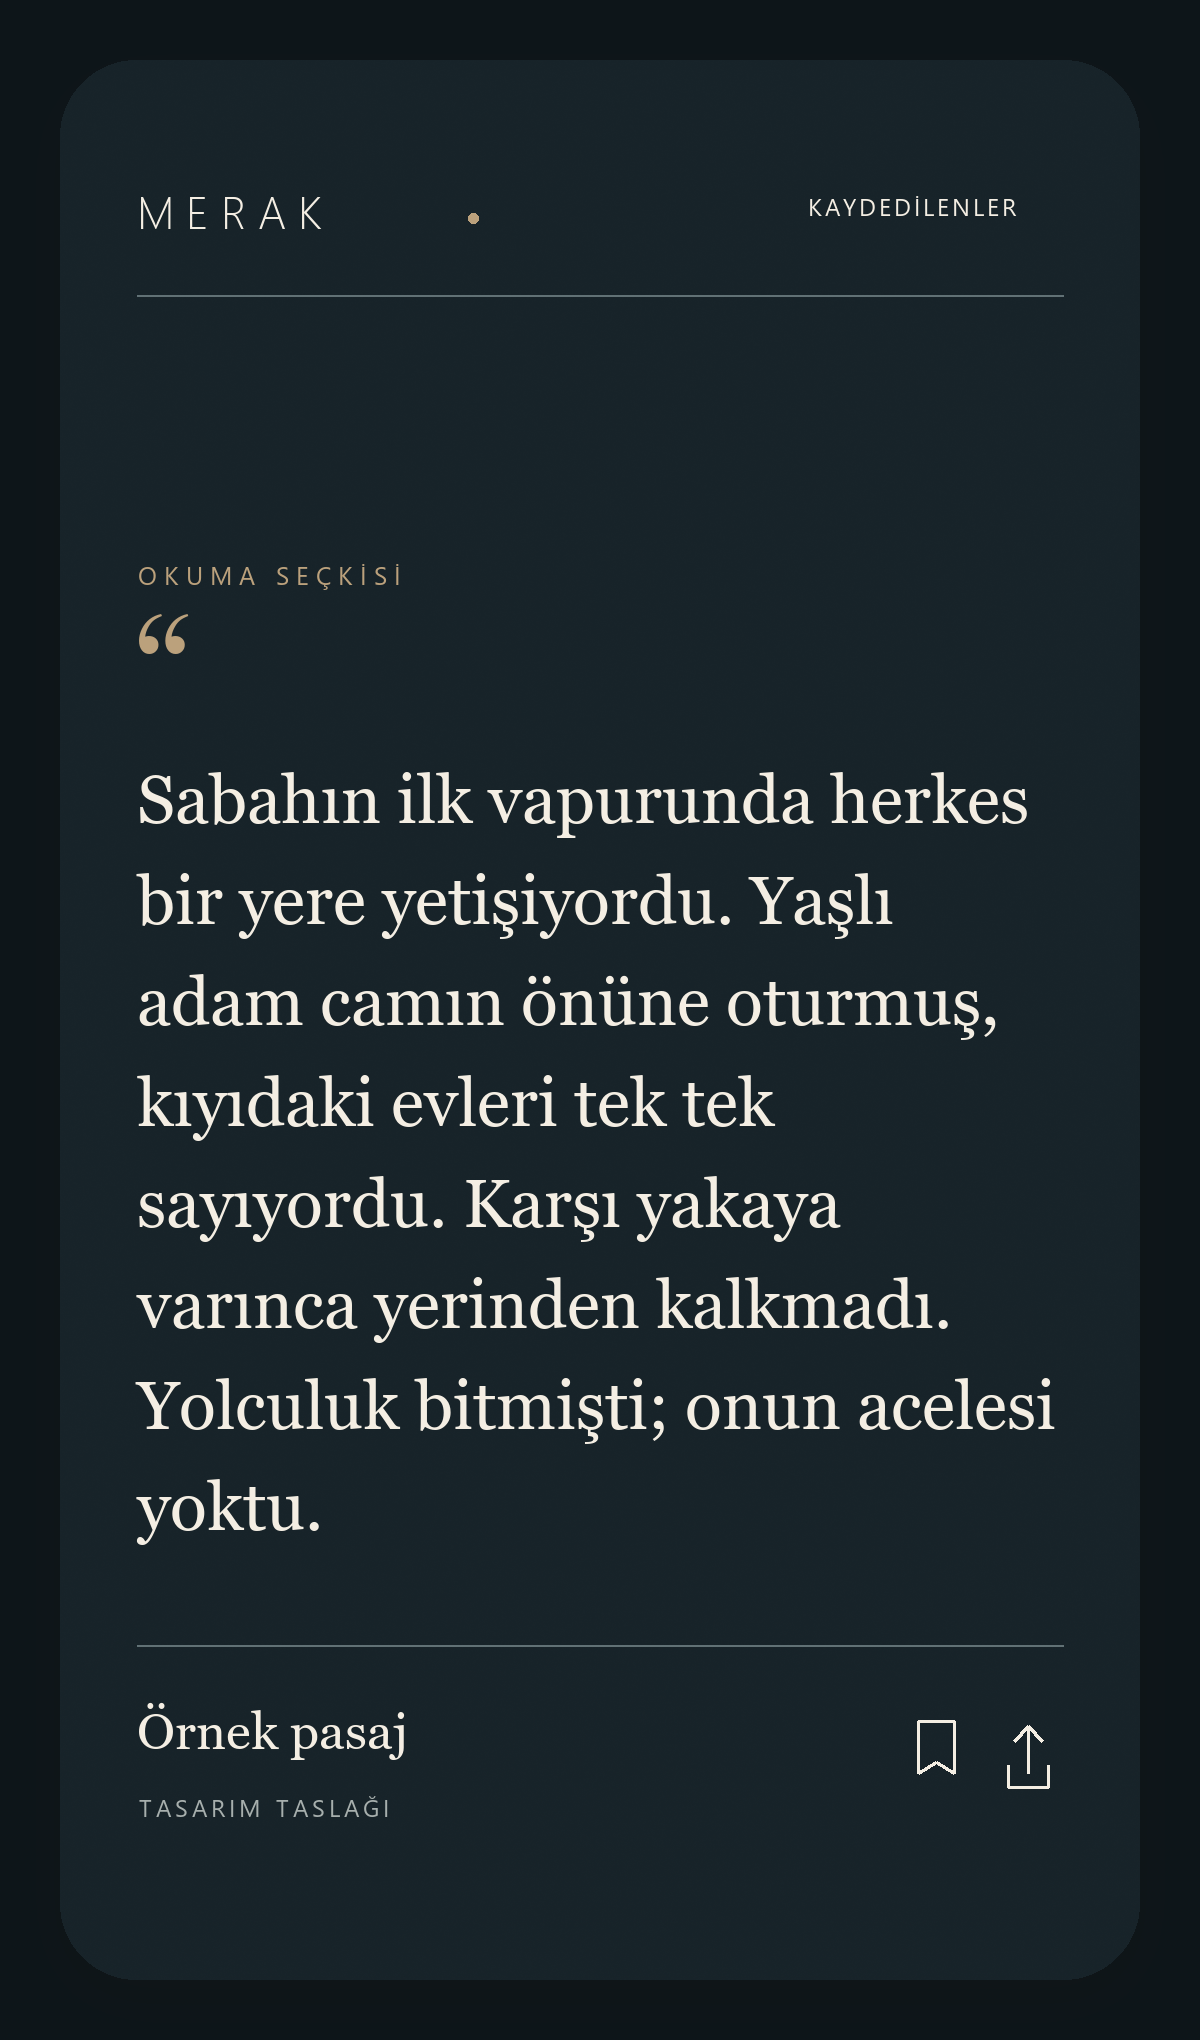 MERAK
KAYDEDİLENLER
OKUMA SEÇKİSİ
“
Sabahın ilk vapurunda herkes
bir yere yetişiyordu. Yaşlı
adam camın önüne oturmuş,
kıyıdaki evleri tek tek
sayıyordu. Karşı yakaya
varınca yerinden kalkmadı.
Yolculuk bitmişti; onun acelesi
yoktu.
Örnek pasaj
TASARIM TASLAĞI